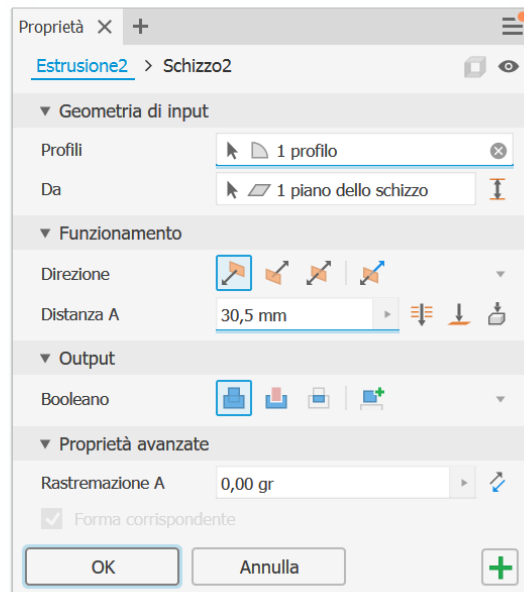 Proprietà
Estrusione2 > Schizzo2
Geometria di input
Profili 1 profilo
Da 1 piano dello schizzo
Funzionamento
Direzione
Distanza A 30,5 mm
Output
Booleano
Proprietà avanzate
Rastremazione A 0,00 gr
Forma corrispondente
OK Annulla